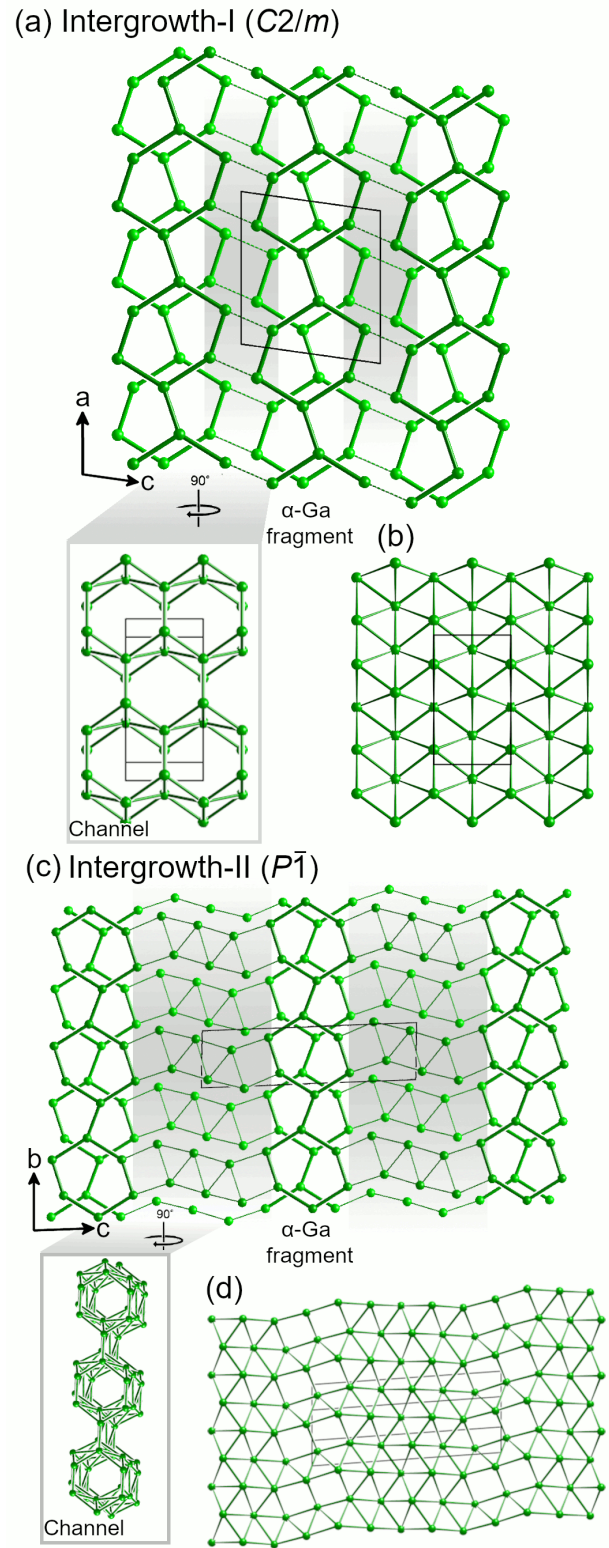 (a) Intergrowth-I (C2/m)
a
c
90°
α-Ga
fragment
(b)
Channel
(c) Intergrowth-II (P1̄)
b
c
90°
α-Ga
fragment
(d)
Channel